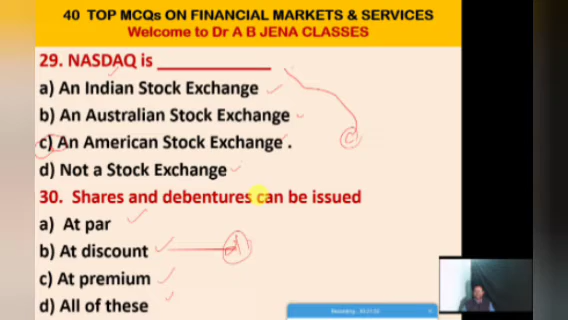 40 TOP MCQs ON FINANCIAL MARKETS & SERVICES
Welcome to Dr A B JENA CLASSES
29. NASDAQ is ____________
a) An Indian Stock Exchange
b) An Australian Stock Exchange
c) An American Stock Exchange .
d) Not a Stock Exchange
30. Shares and debentures can be issued
a) At par
b) At discount
c) At premium
d) All of these